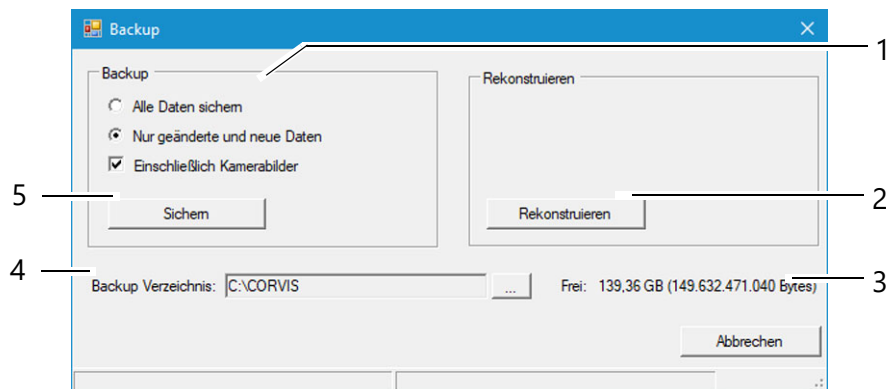 Backup
1
Backup
Rekonstruieren
Alle Daten sichern
Nur geänderte und neue Daten
Einschließlich Kamerabilder
5
Sichern
Rekonstruieren
2
4
Backup Verzeichnis: C:\CORVIS ... Frei: 139,36 GB (149.632.471.040 Bytes)
3
Abbrechen